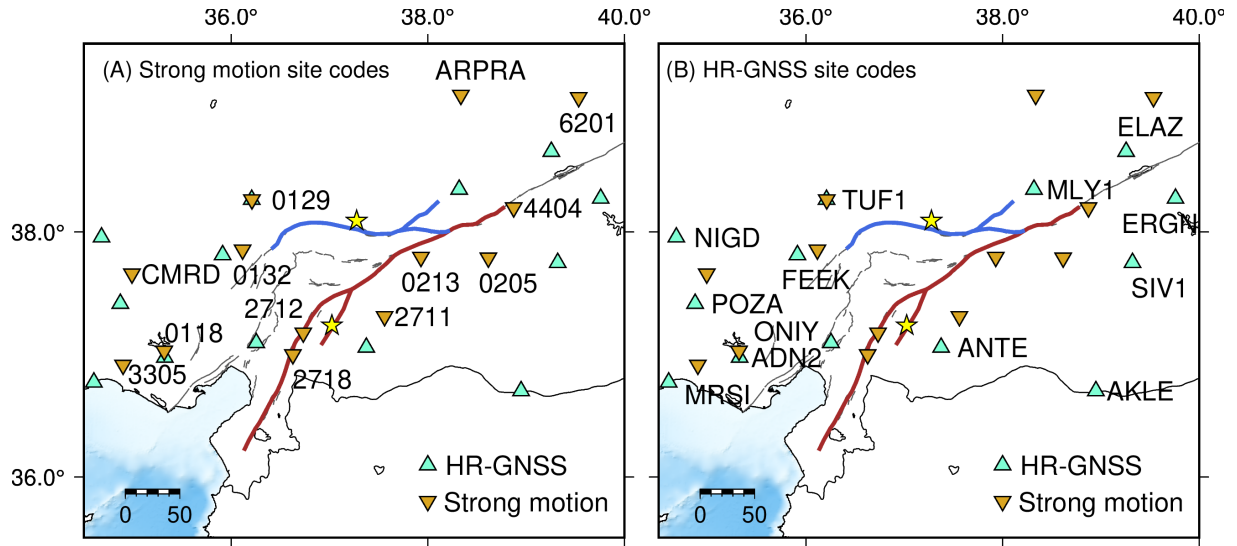 36.0° 38.0° 40.0° 36.0° 38.0° 40.0°
(A) Strong motion site codes
ARPRA
6201
0129
4404
38.0°
CMRD
0132
0213
0205
2712
2711
0118
3305
2718
36.0°
HR-GNSS
Strong motion
0 50
(B) HR-GNSS site codes
ELAZ
TUF1
MLY1
ERGN
NIGD
FEEK
SIV1
POZA
ONIY
ADN2
ANTE
MRSI
AKLE
HR-GNSS
Strong motion
0 50